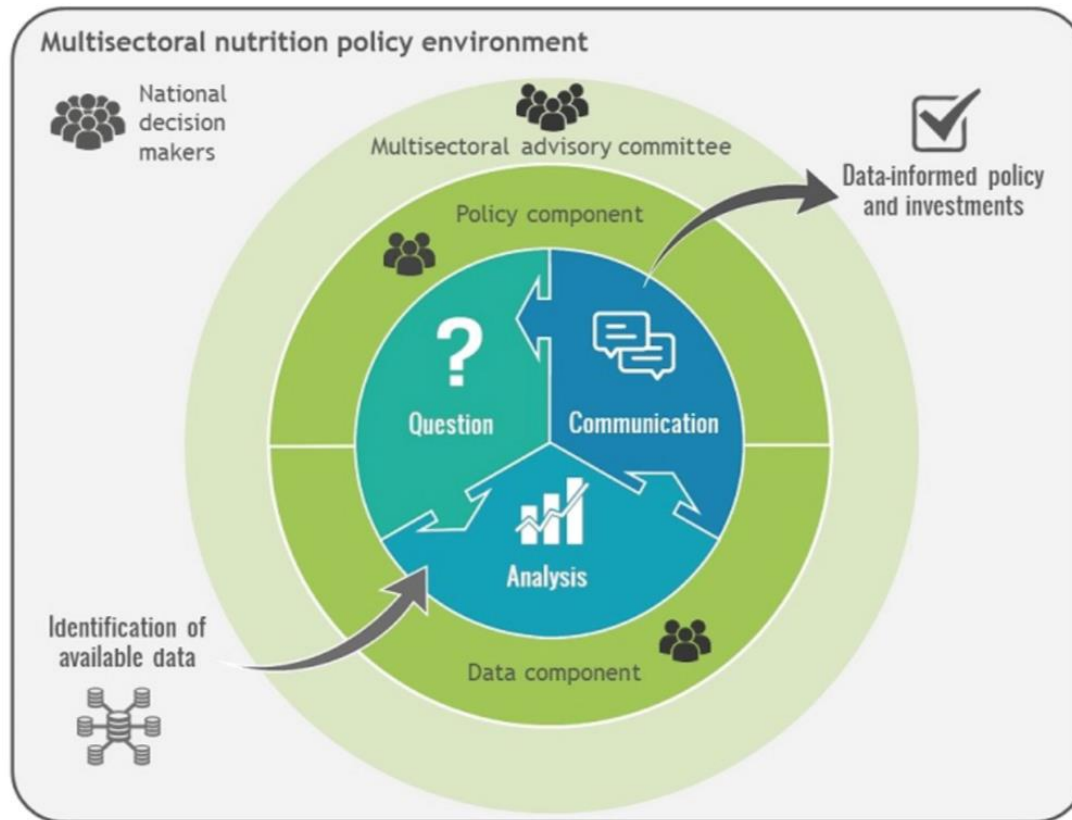 Multisectoral nutrition policy environment
National
decision
makers
Multisectoral advisory committee
Data-informed policy
and investments
Policy component
?
Question
Communication
Analysis
Identification of
available data
Data component